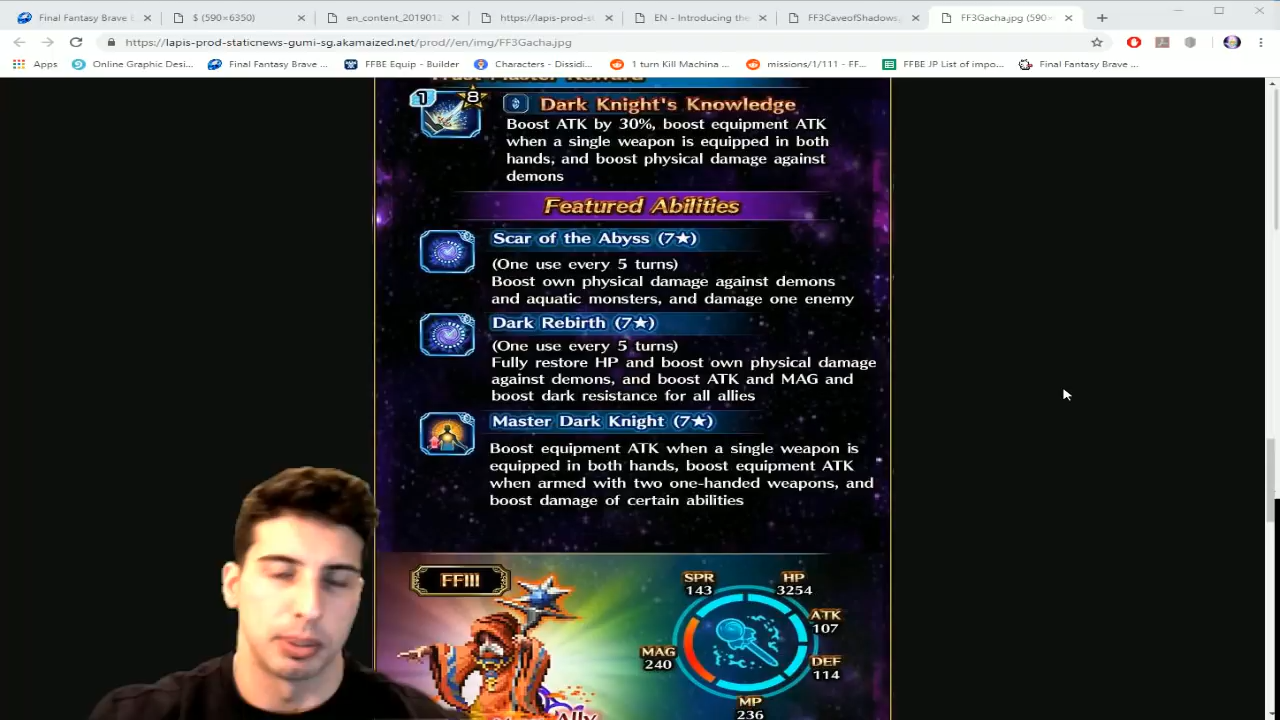 Final Fantasy Brave E
$ (590×6350)
en_content_2019012
https://lapis-prod-st
EN - Introducing the
FF3CaveofShadows
FF3Gacha.jpg (590×
https://lapis-prod-staticnews-gumi-sg.akamaized.net/prod//en/img/FF3Gacha.jpg
Apps
Online Graphic Desi...
Final Fantasy Brave ...
FFBE Equip - Builder
Characters - Dissidi...
1 turn Kill Machina ...
missions/1/111 - FF...
FFBE JP List of impo...
Final Fantasy Brave ...
Trust Master Reward
1
8
Dark Knight's Knowledge
Boost ATK by 30%, boost equipment ATK
when a single weapon is equipped in both
hands, and boost physical damage against
demons
Featured Abilities
Scar of the Abyss (7★)
(One use every 5 turns)
Boost own physical damage against demons
and aquatic monsters, and damage one enemy
Dark Rebirth (7★)
(One use every 5 turns)
Fully restore HP and boost own physical damage
against demons, and boost ATK and MAG and
boost dark resistance for all allies
Master Dark Knight (7★)
Boost equipment ATK when a single weapon is
equipped in both hands, boost equipment ATK
when armed with two one-handed weapons, and
boost damage of certain abilities
FFIII
SPR
143
HP
3254
ATK
107
MAG
240
DEF
114
MP
236
Ally